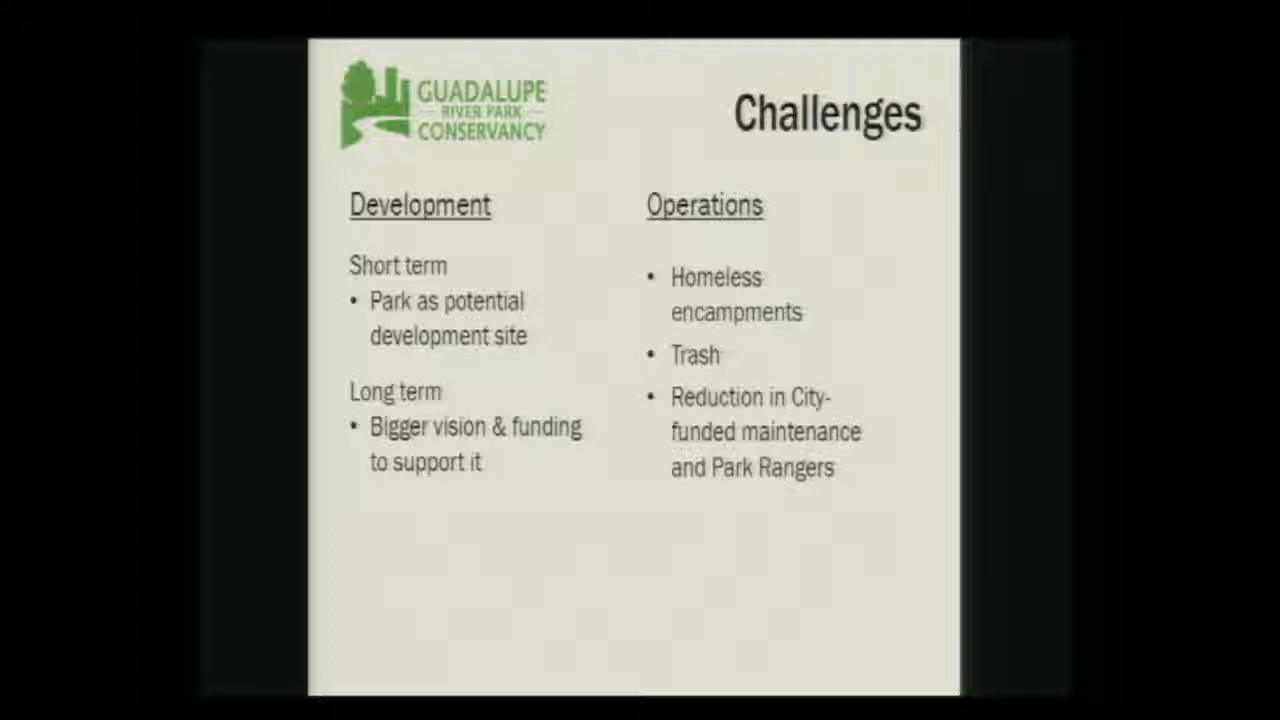 GUADALUPE
RIVER PARK
CONSERVANCY
Challenges
Development
Short term
• Park as potential
development site
Long term
• Bigger vision & funding
to support it
Operations
• Homeless
encampments
• Trash
• Reduction in City-
funded maintenance
and Park Rangers